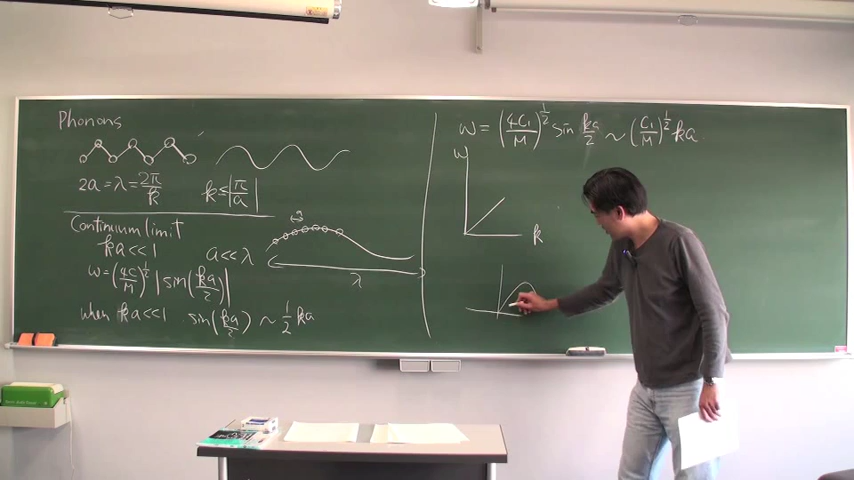 Phonons
2a = λ = 2π/k   k ≤ |π/a|
Continuum limit
ka << 1   a << λ
ω = (4C/M)^½ |sin(ka/2)|
λ
when ka << 1   sin(ka/2) ~ ½ ka
ω = (4C₁/M)^½ sin ka/2 ~ (C₁/M)^½ ka
ω
k